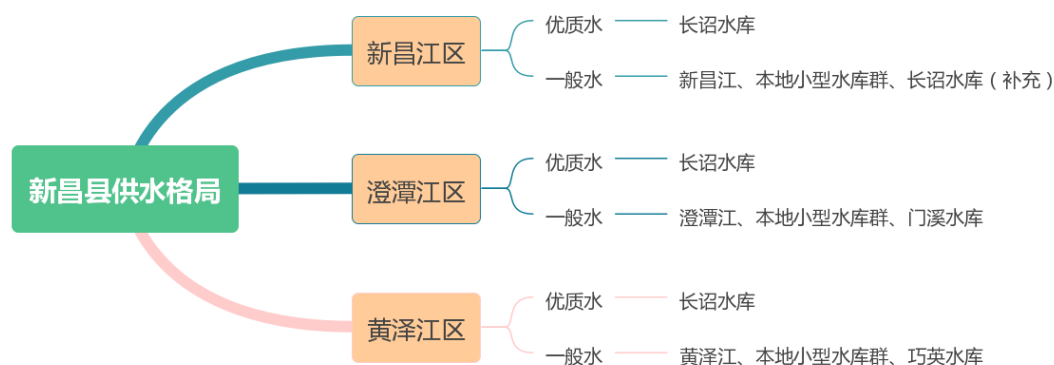 新昌县供水格局
新昌江区
优质水
长诏水库
一般水
新昌江、本地小型水库群、长诏水库（补充）
澄潭江区
优质水
长诏水库
一般水
澄潭江、本地小型水库群、门溪水库
黄泽江区
优质水
长诏水库
一般水
黄泽江、本地小型水库群、巧英水库